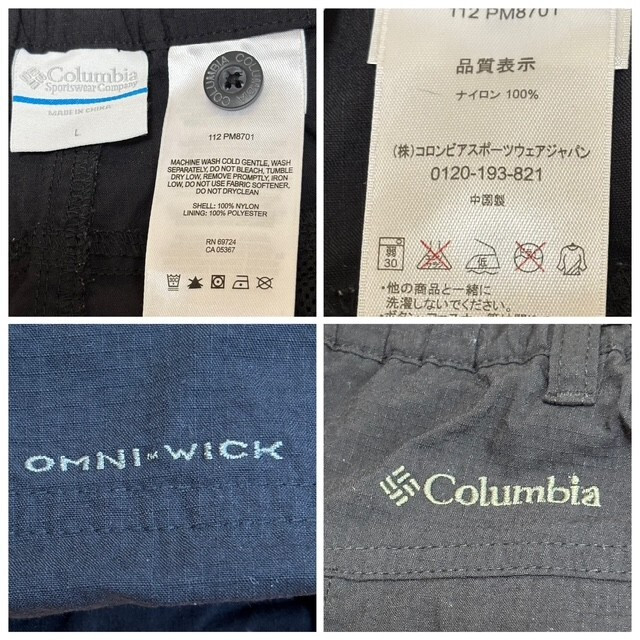 Columbia
Sportswear Company
MADE IN CHINA
L
COLUMBIA COLUMBIA
112 PM8701
MACHINE WASH COLD GENTLE, WASH
SEPARATELY, DO NOT BLEACH, TUMBLE
DRY LOW, REMOVE PROMPTLY, IRON
LOW, DO NOT USE FABRIC SOFTENER,
DO NOT DRYCLEAN
SHELL: 100% NYLON
LINING: 100% POLYESTER
RN 69724
CA 05367
112 PM8701
品質表示
ナイロン 100%
(株)コロンビアスポーツウェアジャパン
0120-193-821
中国製
弱
30
低
・他の商品と一緒に
洗濯しないでください。
OMNI-WICK
Columbia